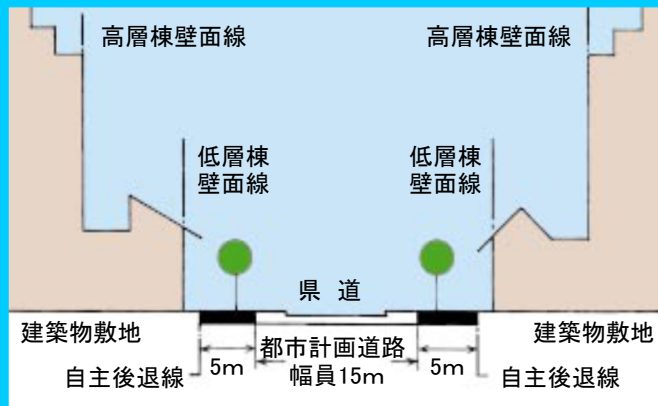 高層棟壁面線
高層棟壁面線
低層棟
壁面線
低層棟
壁面線
県道
建築物敷地
建築物敷地
5m
都市計画道路
幅員15m
5m
自主後退線
自主後退線